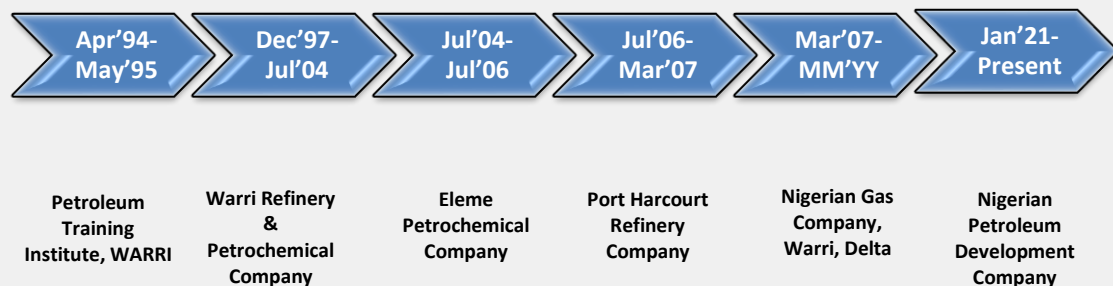 Apr’94-
May’95
Dec’97-
Jul’04
Jul’04-
Jul’06
Jul’06-
Mar’07
Mar’07-
MM’YY
Jan’21-
Present
Petroleum
Training
Institute, WARRI
Warri Refinery
&
Petrochemical
Company
Eleme
Petrochemical
Company
Port Harcourt
Refinery
Company
Nigerian Gas
Company,
Warri, Delta
Nigerian
Petroleum
Development
Company